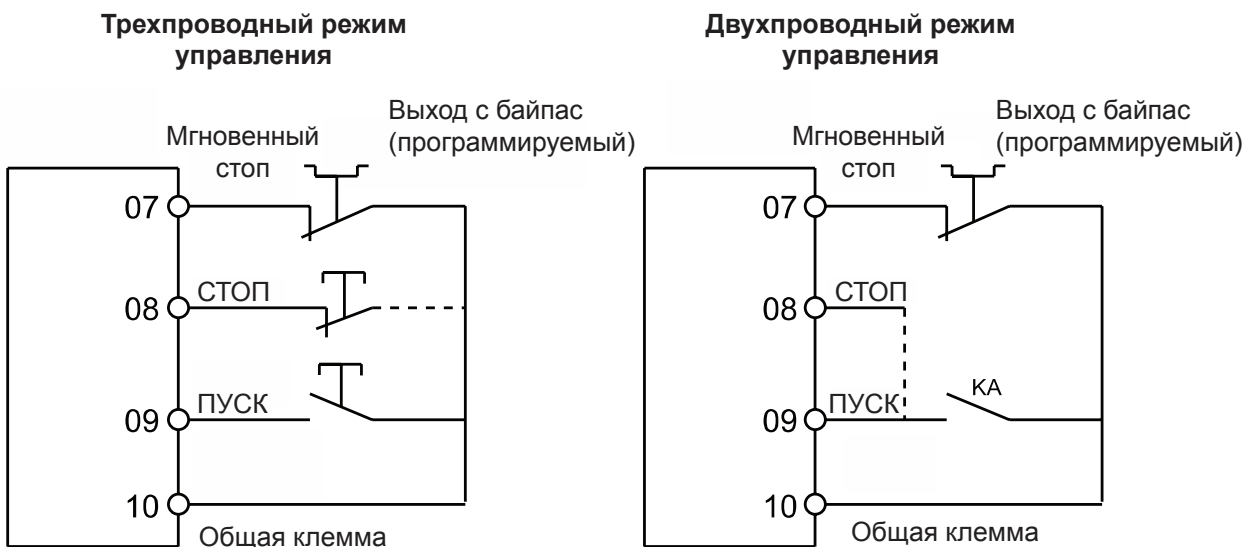 Трехпроводный режим
управления
Мгновенный
стоп
Выход с байпас
(программируемый)
07
08
СТОП
09
ПУСК
10
Общая клемма
Двухпроводный режим
управления
Мгновенный
стоп
Выход с байпас
(программируемый)
07
08
СТОП
09
ПУСК
КА
10
Общая клемма